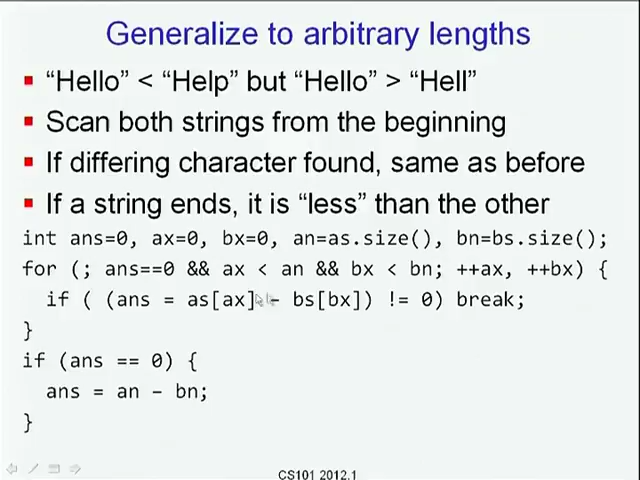 Generalize to arbitrary lengths
“Hello” < “Help” but “Hello” > “Hell”
Scan both strings from the beginning
If differing character found, same as before
If a string ends, it is “less” than the other
int ans=0, ax=0, bx=0, an=as.size(), bn=bs.size();
for (; ans==0 && ax < an && bx < bn; ++ax, ++bx) {
if ( (ans = as[ax] – bs[bx]) != 0) break;
}
if (ans == 0) {
ans = an – bn;
}
CS101 2012.1